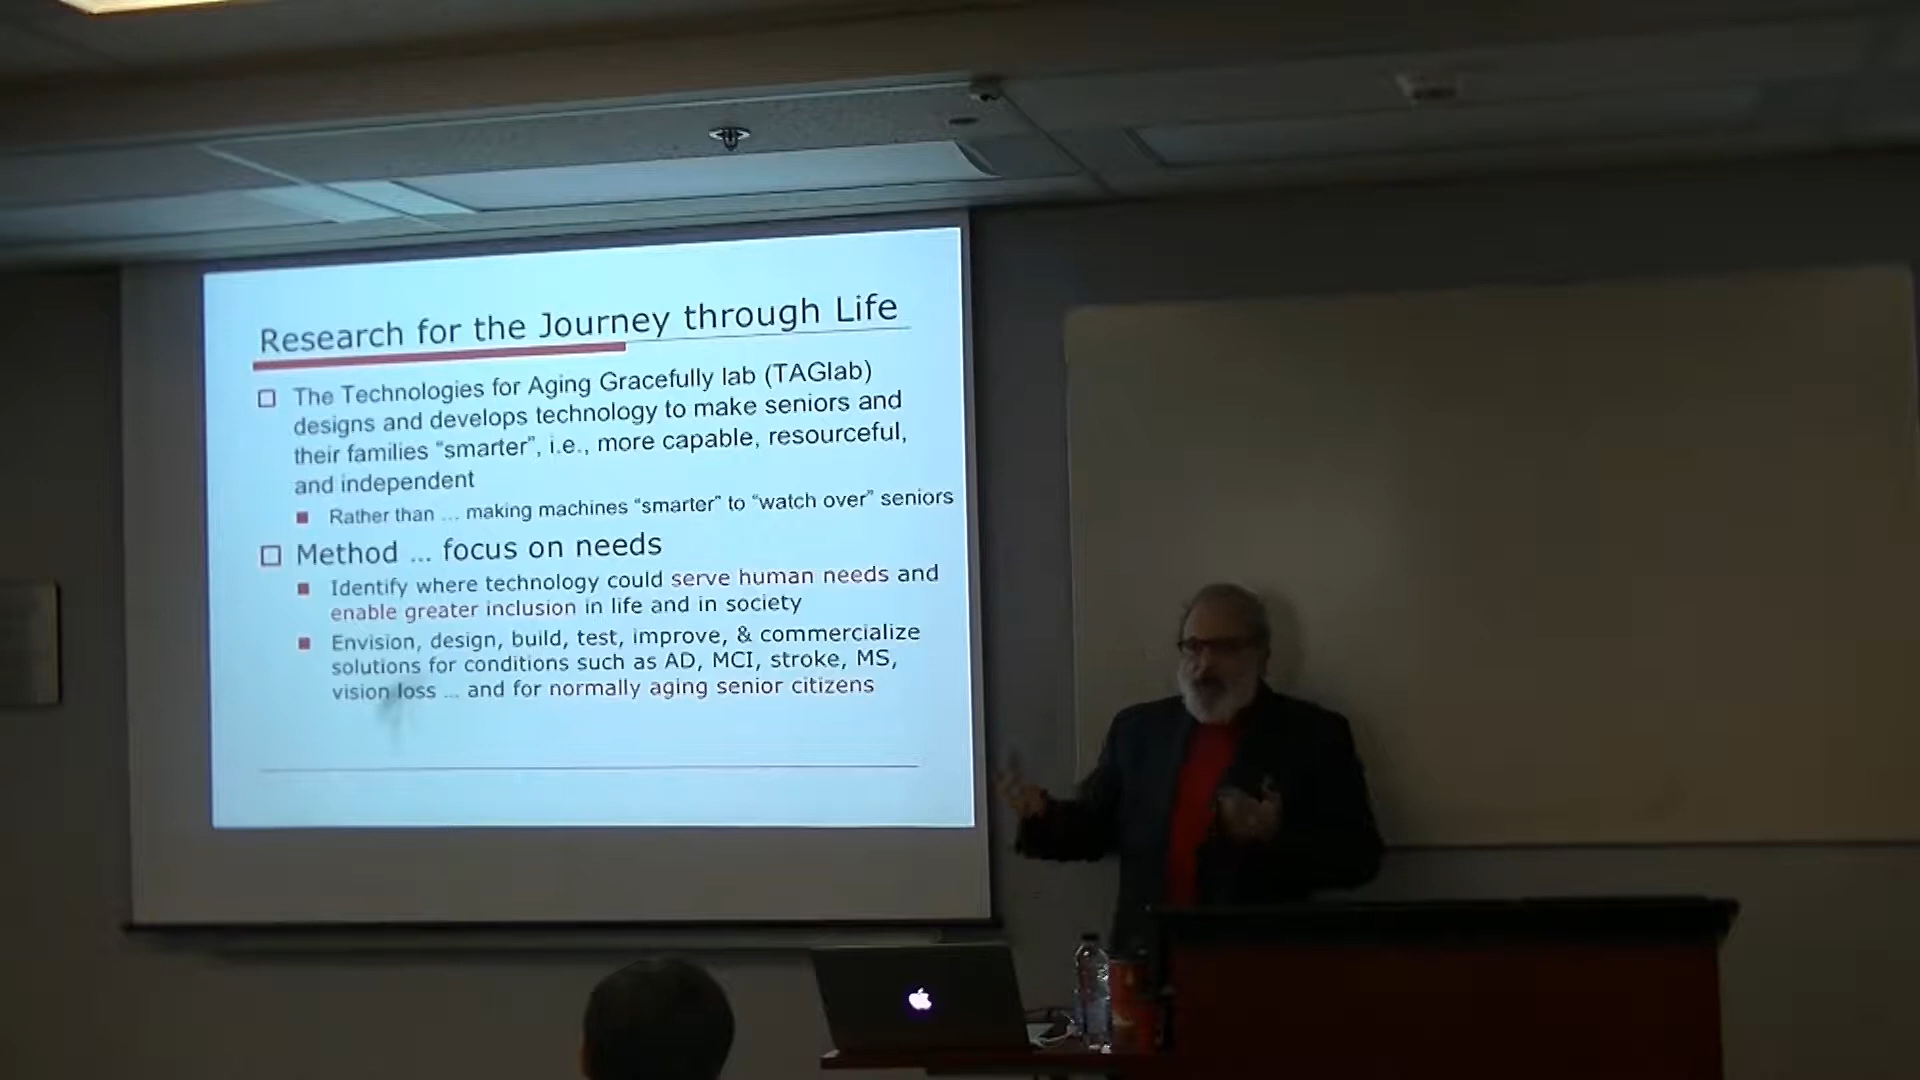 Research for the Journey through Life
The Technologies for Aging Gracefully lab (TAGlab)
designs and develops technology to make seniors and
their families “smarter”, i.e., more capable, resourceful,
and independent
Rather than ... making machines “smarter” to “watch over” seniors
Method ... focus on needs
Identify where technology could serve human needs and
enable greater inclusion in life and in society
Envision, design, build, test, improve, & commercialize
solutions for conditions such as AD, MCI, stroke, MS,
vision loss ... and for normally aging senior citizens